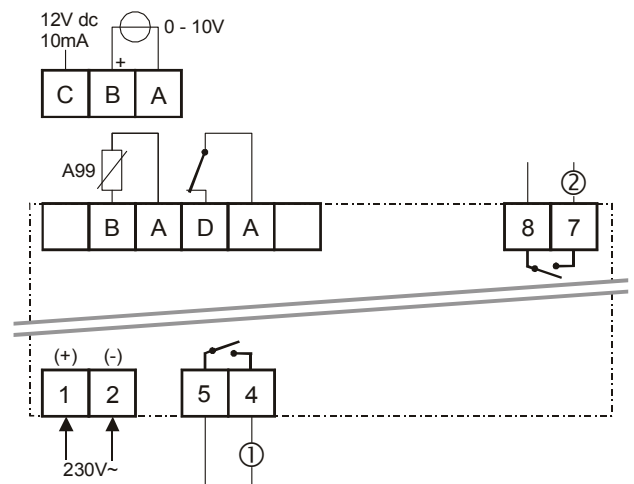 12V dc
10mA
0 - 10V
+
C B A
A99
B A D A
②
8 7
(+) (-)
1 2
5 4
①
230V~